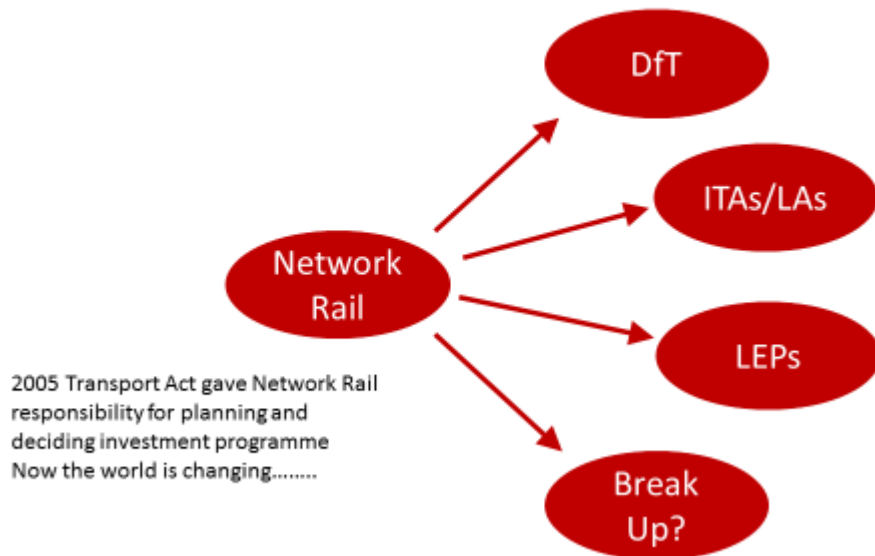 DfT
ITAs/LAs
Network
Rail
LEPs
2005 Transport Act gave Network Rail
responsibility for planning and
deciding investment programme
Now the world is changing........
Break
Up?